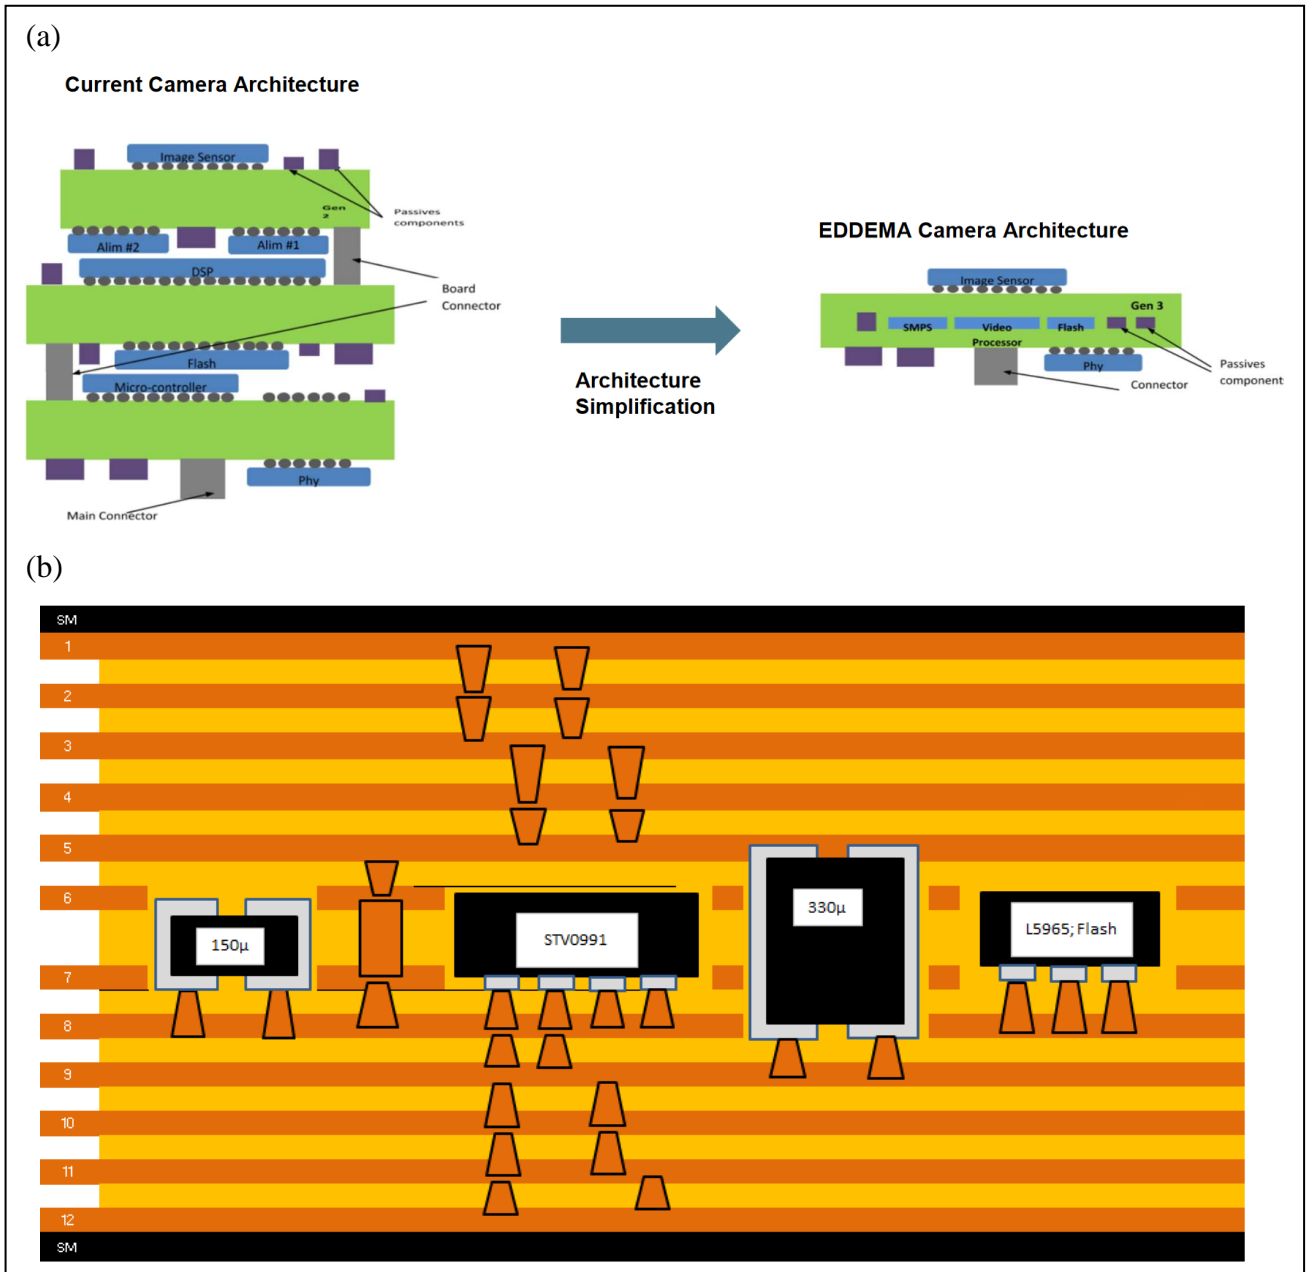 (a)
Current Camera Architecture
Image Sensor
Gen
2
Passives
components
Alim #2
Alim #1
DSP
Board
Connector
Flash
Micro-controller
Phy
Main Connector
Architecture
Simplification
EDDEMA Camera Architecture
Image Sensor
Gen 3
SMPS
Video
Processor
Flash
Phy
Passives
component
Connector
(b)
SM
1
2
3
4
5
6
330µ
L5965; Flash
STV0991
150µ
7
8
9
10
11
12
SM